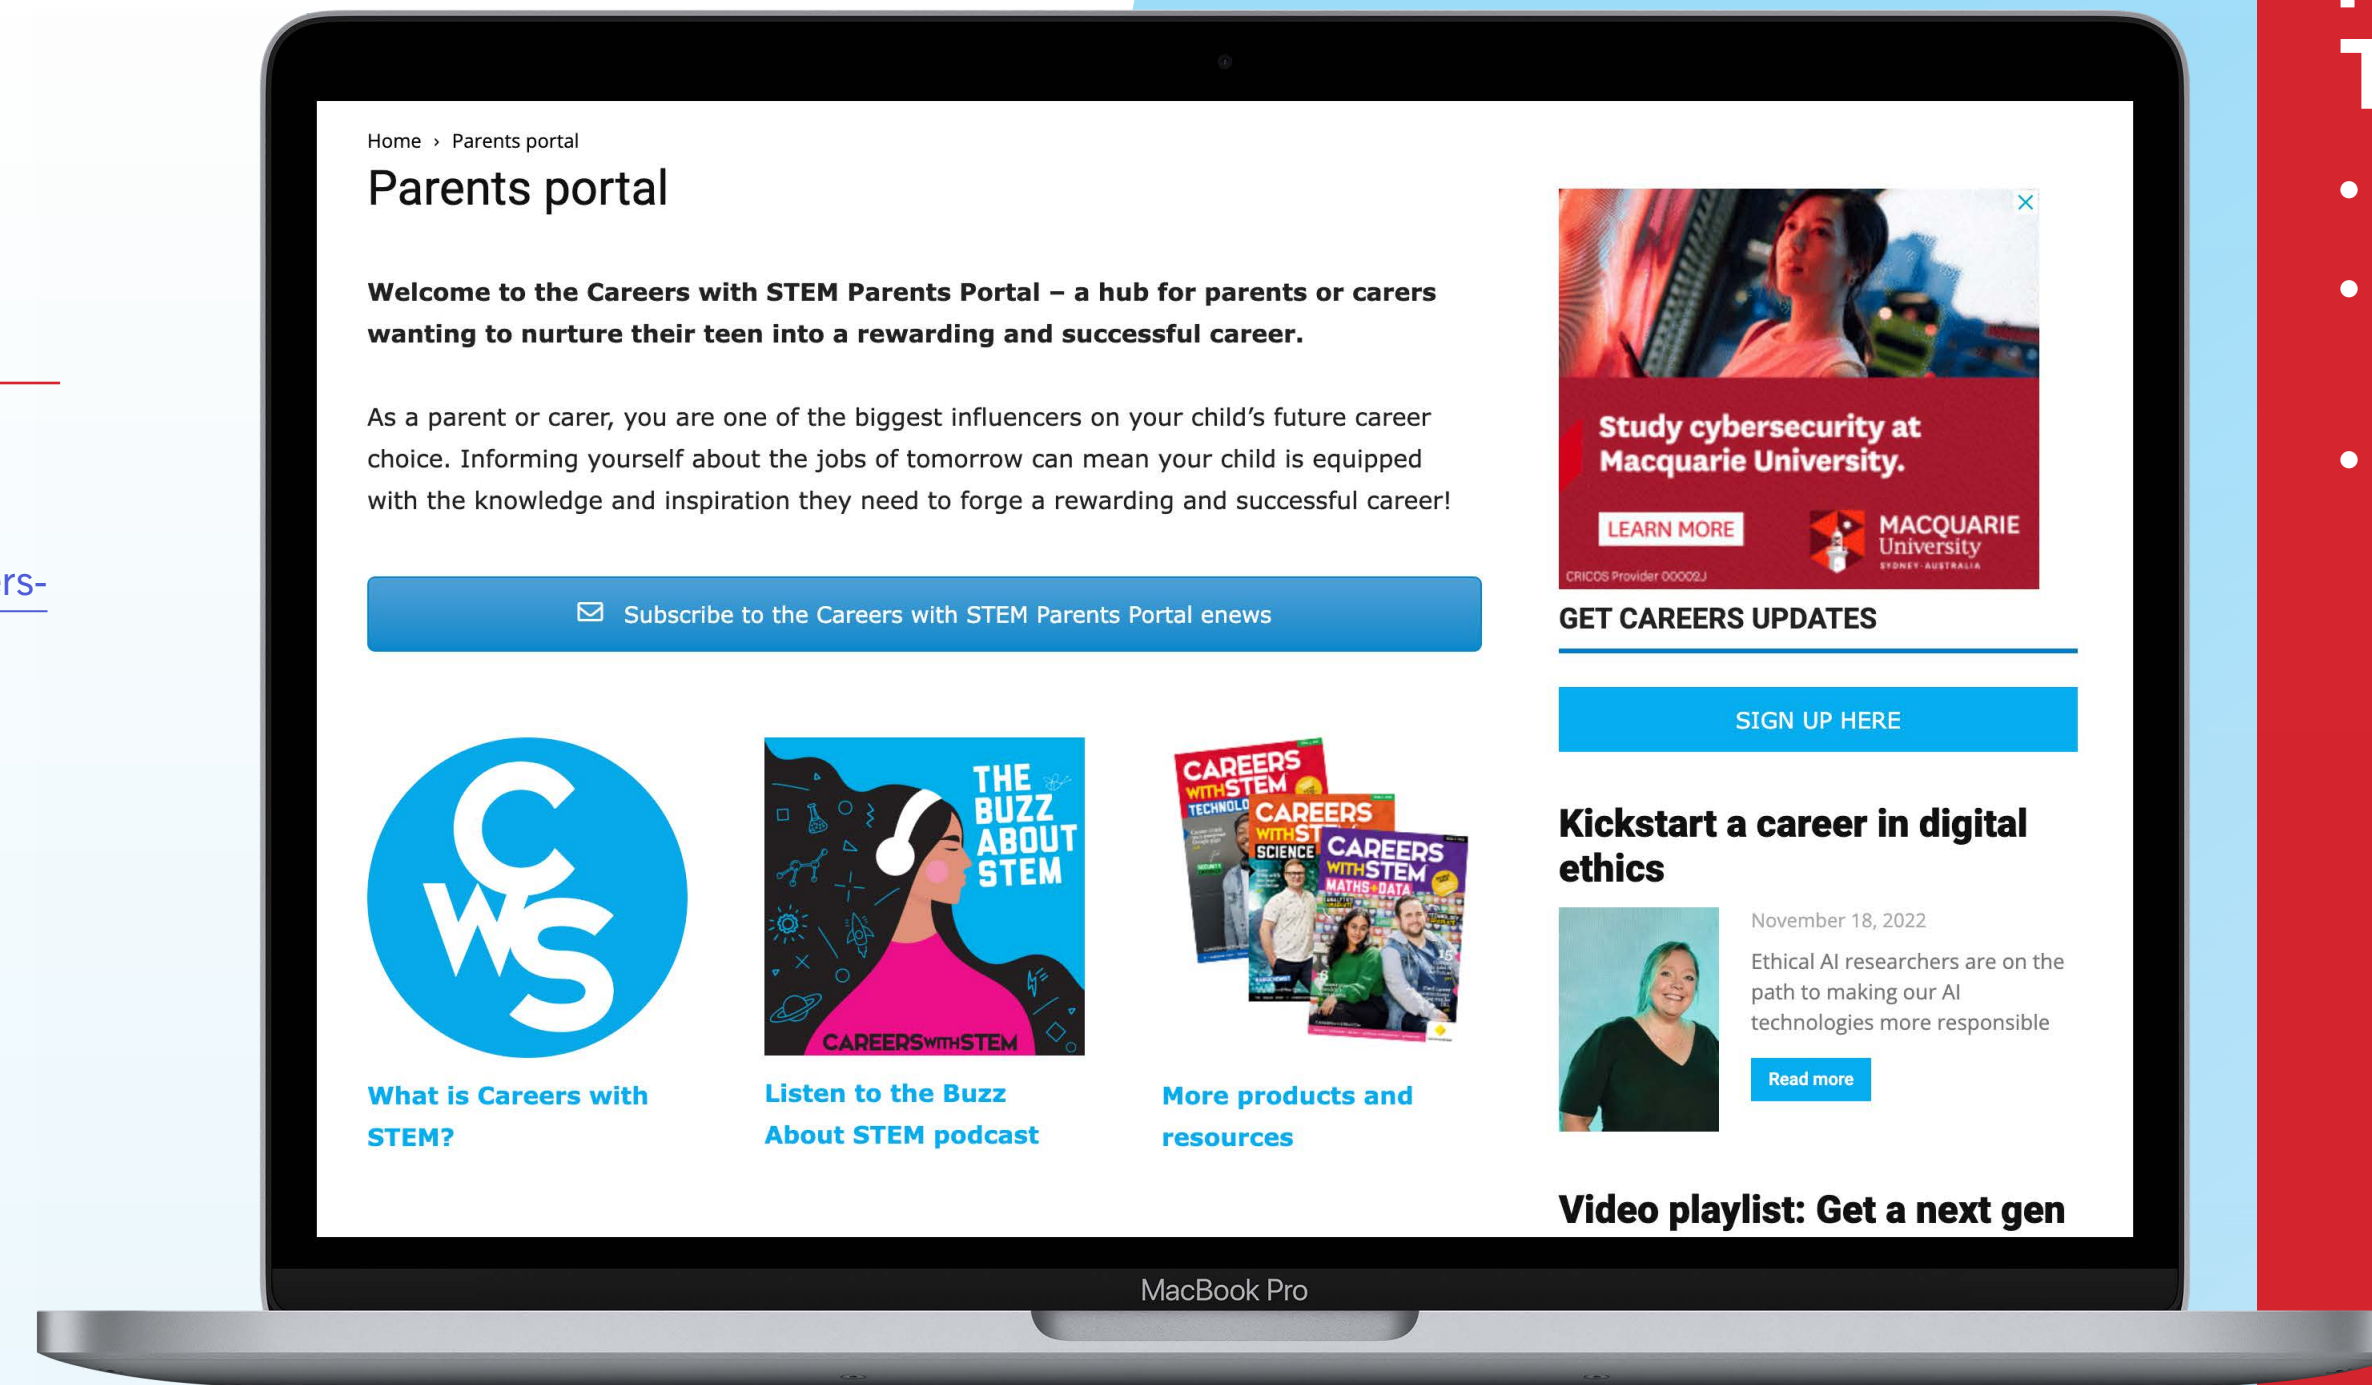 rs-
Home › Parents portal
Parents portal
Welcome to the Careers with STEM Parents Portal – a hub for parents or carers
wanting to nurture their teen into a rewarding and successful career.
As a parent or carer, you are one of the biggest influencers on your child's future career
choice. Informing yourself about the jobs of tomorrow can mean your child is equipped
with the knowledge and inspiration they need to forge a rewarding and successful career!
Subscribe to the Careers with STEM Parents Portal enews
CWS
What is Careers with
STEM?
THE
BUZZ
ABOUT
STEM
CAREERSWITHSTEM
Listen to the Buzz
About STEM podcast
CAREERS
WITHSTEM
CAREERS
SCIENCE
CAREERS
WITHSTEM
MATHS+DATA
More products and
resources
Study cybersecurity at
Macquarie University.
LEARN MORE
MACQUARIE
University
SYDNEY·AUSTRALIA
CRICOS Provider 00002J
GET CAREERS UPDATES
SIGN UP HERE
Kickstart a career in digital
ethics
November 18, 2022
Ethical AI researchers are on the
path to making our AI
technologies more responsible
Read more
Video playlist: Get a next gen
MacBook Pro